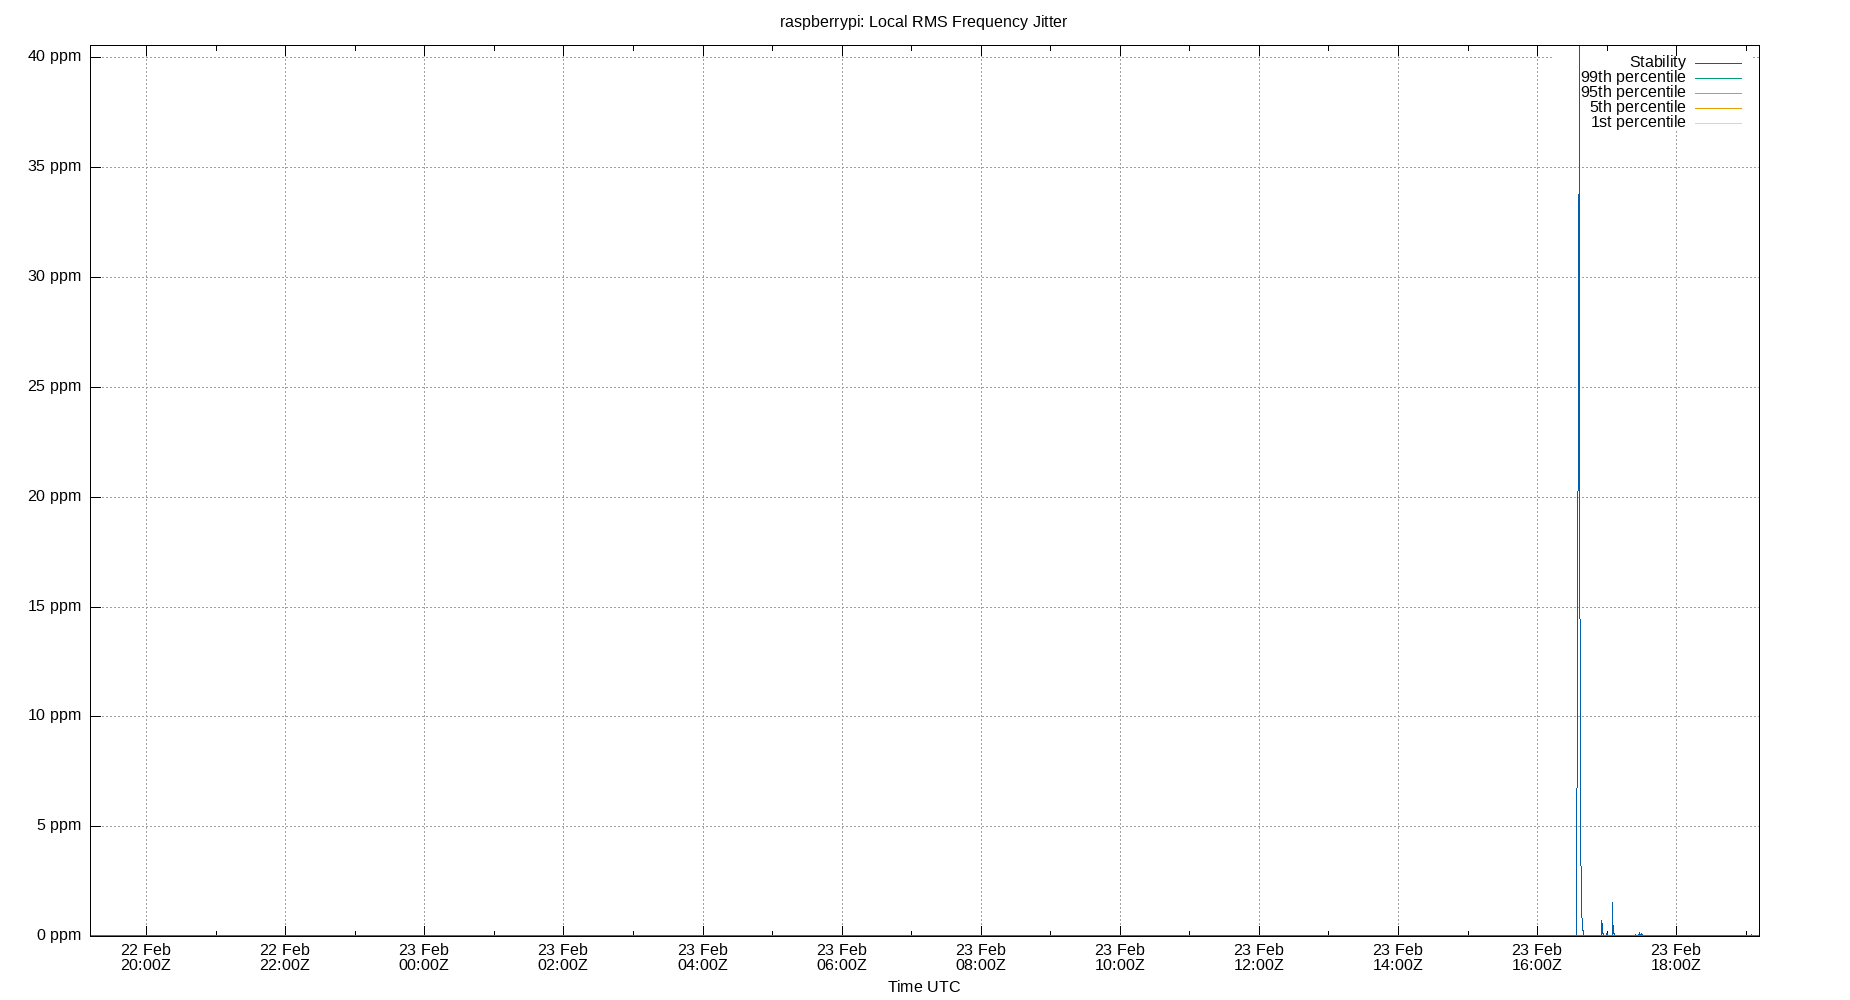 raspberrypi: Local RMS Frequency Jitter
40 ppm
35 ppm
30 ppm
25 ppm
20 ppm
15 ppm
10 ppm
5 ppm
0 ppm
Stability
99th percentile
95th percentile
5th percentile
1st percentile
22 Feb 22 Feb 23 Feb 23 Feb 23 Feb 23 Feb 23 Feb 23 Feb 23 Feb 23 Feb 23 Feb 23 Feb
20:00Z 22:00Z 00:00Z 02:00Z 04:00Z 06:00Z 08:00Z 10:00Z 12:00Z 14:00Z 16:00Z 18:00Z
Time UTC